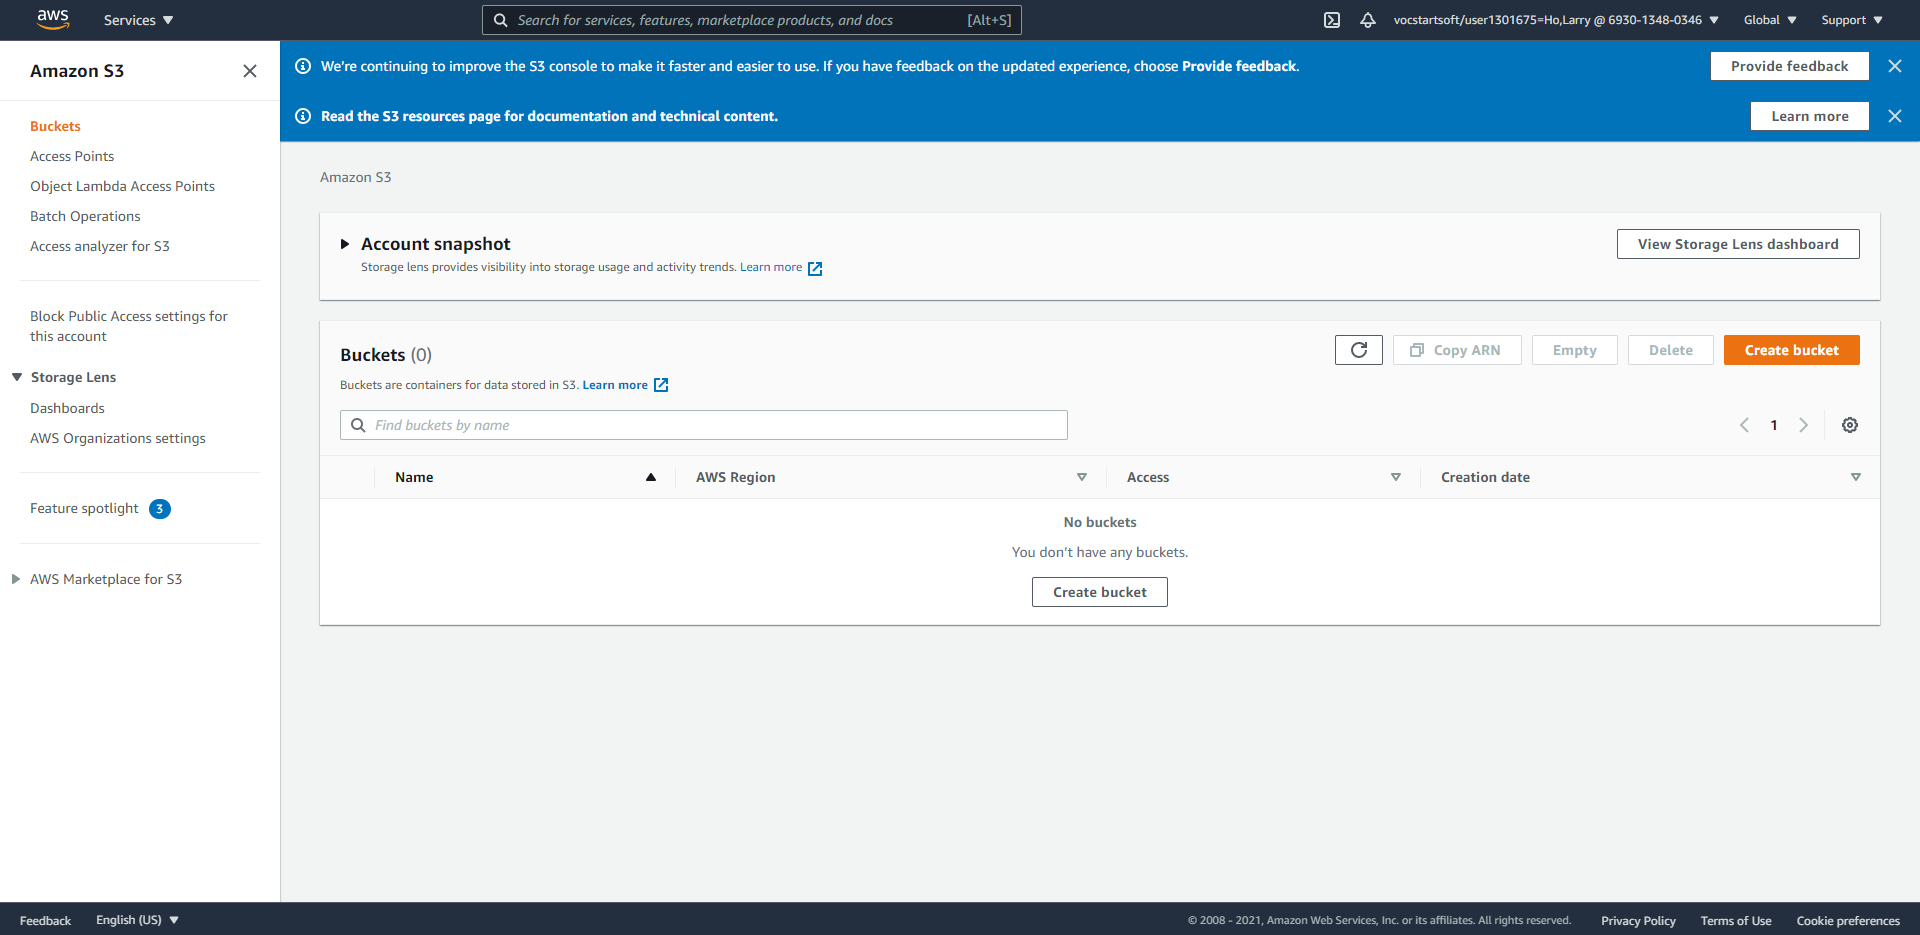 aws
Services
Search for services, features, marketplace products, and docs [Alt+S]
vocstartsoft/user1301675=Ho,Larry @ 6930-1348-0346
Global
Support
Amazon S3
Buckets
Access Points
Object Lambda Access Points
Batch Operations
Access analyzer for S3
Block Public Access settings for
this account
Storage Lens
Dashboards
AWS Organizations settings
Feature spotlight 3
AWS Marketplace for S3
We're continuing to improve the S3 console to make it faster and easier to use. If you have feedback on the updated experience, choose Provide feedback.
Provide feedback
Read the S3 resources page for documentation and technical content.
Learn more
Amazon S3
Account snapshot
Storage lens provides visibility into storage usage and activity trends. Learn more
View Storage Lens dashboard
Buckets (0)
Buckets are containers for data stored in S3. Learn more
Copy ARN
Empty
Delete
Create bucket
Find buckets by name
1
Name
AWS Region
Access
Creation date
No buckets
You don't have any buckets.
Create bucket
Feedback
English (US)
© 2008 - 2021, Amazon Web Services, Inc. or its affiliates. All rights reserved.
Privacy Policy
Terms of Use
Cookie preferences